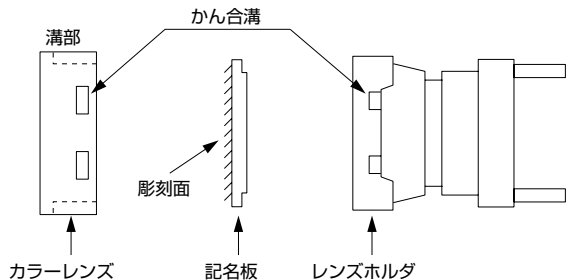 かん合溝
溝部
彫刻面
カラーレンズ
記名板
レンズホルダ